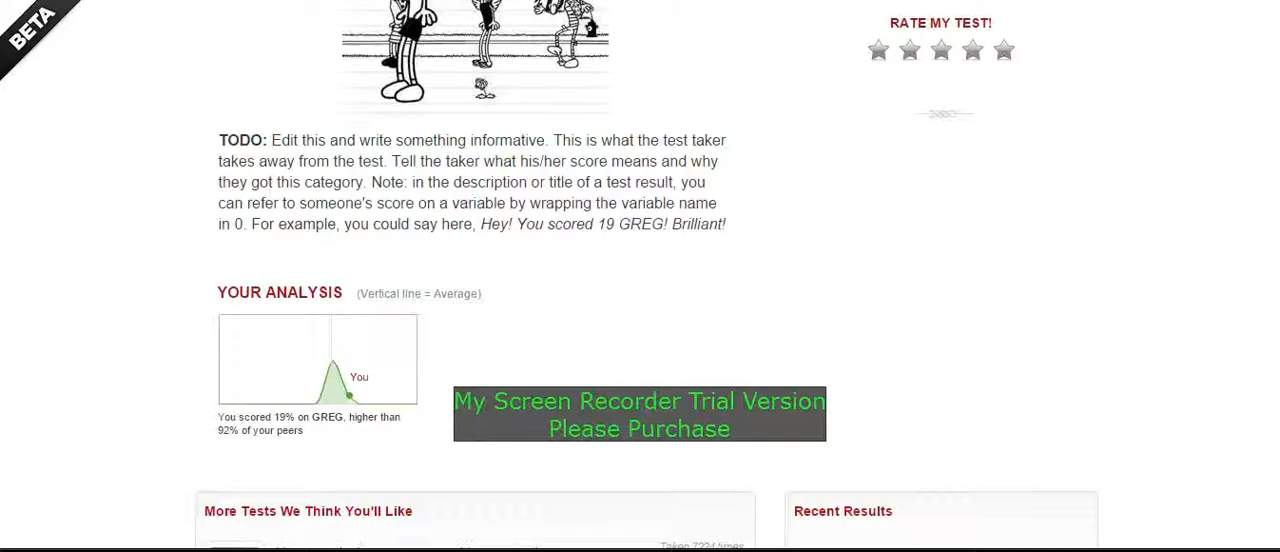 BETA
RATE MY TEST!
TODO: Edit this and write something informative. This is what the test taker
takes away from the test. Tell the taker what his/her score means and why
they got this category. Note: in the description or title of a test result, you
can refer to someone's score on a variable by wrapping the variable name
in 0. For example, you could say here, Hey! You scored 19 GREG! Brilliant!
YOUR ANALYSIS (Vertical line = Average)
You
You scored 19% on GREG, higher than
92% of your peers
My Screen Recorder Trial Version
Please Purchase
More Tests We Think You'll Like
Recent Results
Taken 7224 times